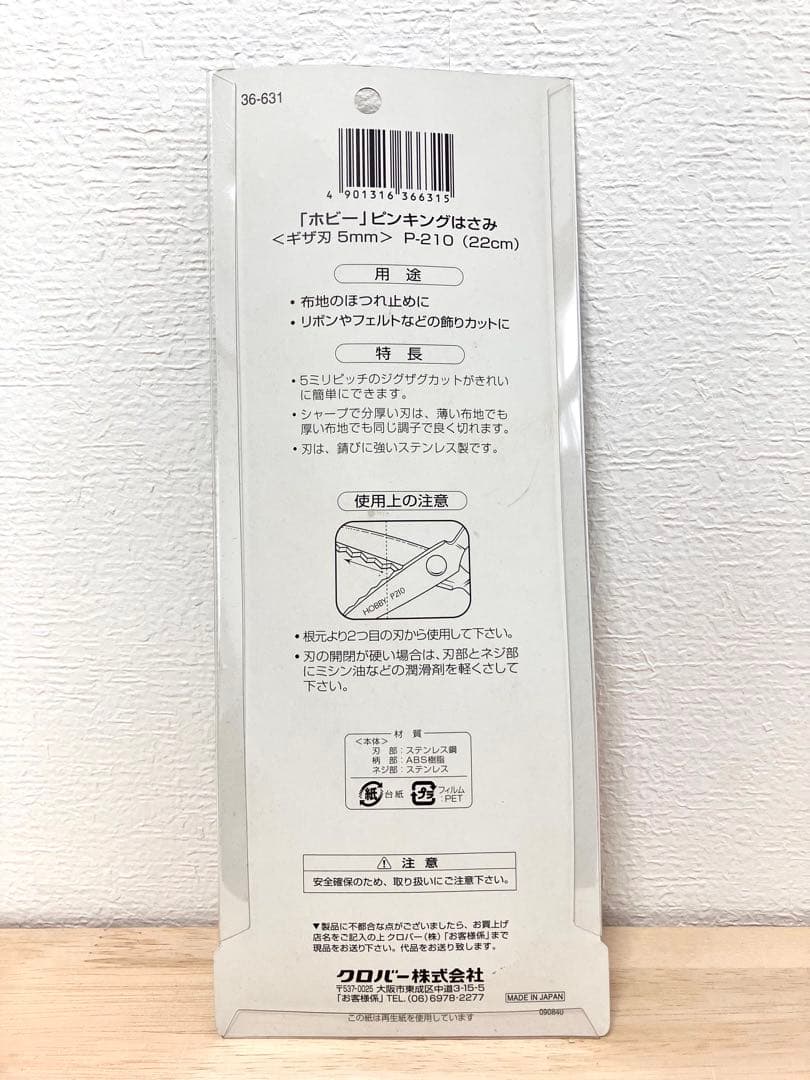 36-631
4 901316 366315
「ホビー」ピンキングはさみ
＜ギザ刃 5mm＞ P-210（22cm）
用途
・布地のほつれ止めに
・リボンやフェルトなどの飾りカットに
特長
・5ミリピッチのジグザグカットがきれい
に簡単にできます。
・シャープで分厚い刃は、薄い布地でも
厚い布地でも同じ調子で良く切れます。
・刃は、錆びに強いステンレス製です。
使用上の注意
HOBBY P210
・根元より2つ目の刃から使用して下さい。
・刃の開閉が硬い場合は、刃部とネジ部
にミシン油などの潤滑剤を軽くさして
下さい。
材質
＜本体＞
刃部：ステンレス鋼
柄部：ABS樹脂
ネジ部：ステンレス
紙 台紙 プラ フィルム
：PET
⚠ 注意
安全確保のため、取り扱いにご注意下さい。
▼製品に不都合な点がございましたら、お買上げ
店名をご記入の上クロバー(株)「お客様係」まで
現品をお送り下さい。代品をお送り致します。
クロバー株式会社
〒537-0025 大阪市東成区中道3-15-5
「お客様係」TEL.(06)6978-2277
MADE IN JAPAN
090840
この紙は再生紙を使用しています